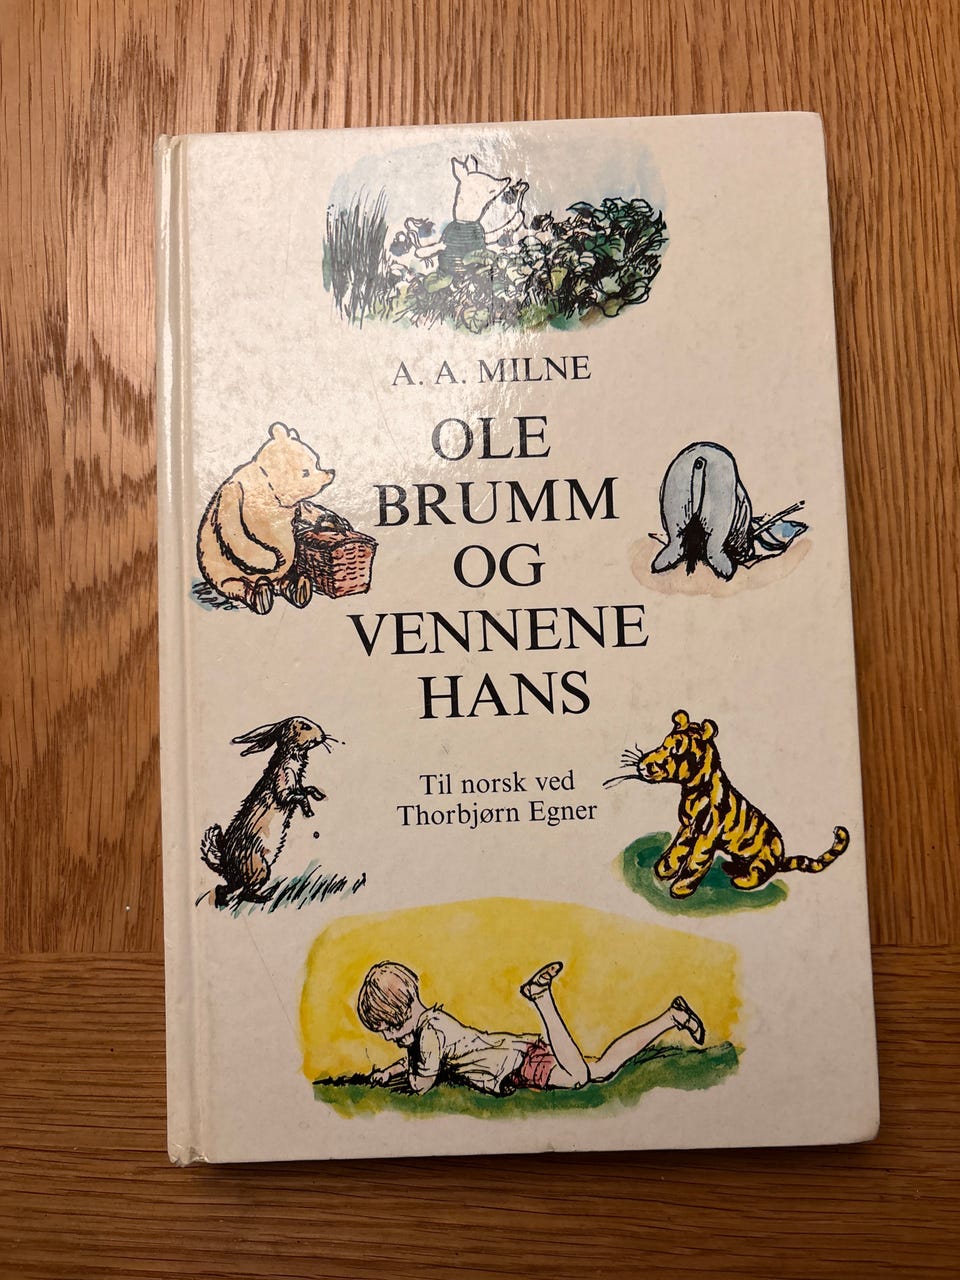 A. A. MILNE
OLE
BRUMM
OG
VENNENE
HANS
Til norsk ved
Thorbjørn Egner